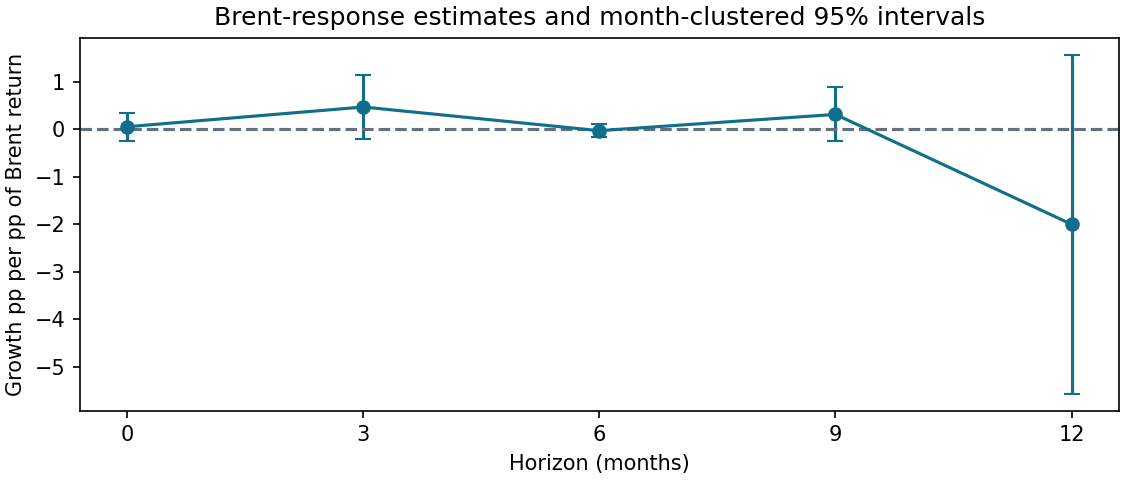 Brent-response estimates and month-clustered 95% intervals
Growth pp per pp of Brent return
1
0
−1
−2
−3
−4
−5
0 3 6 9 12
Horizon (months)